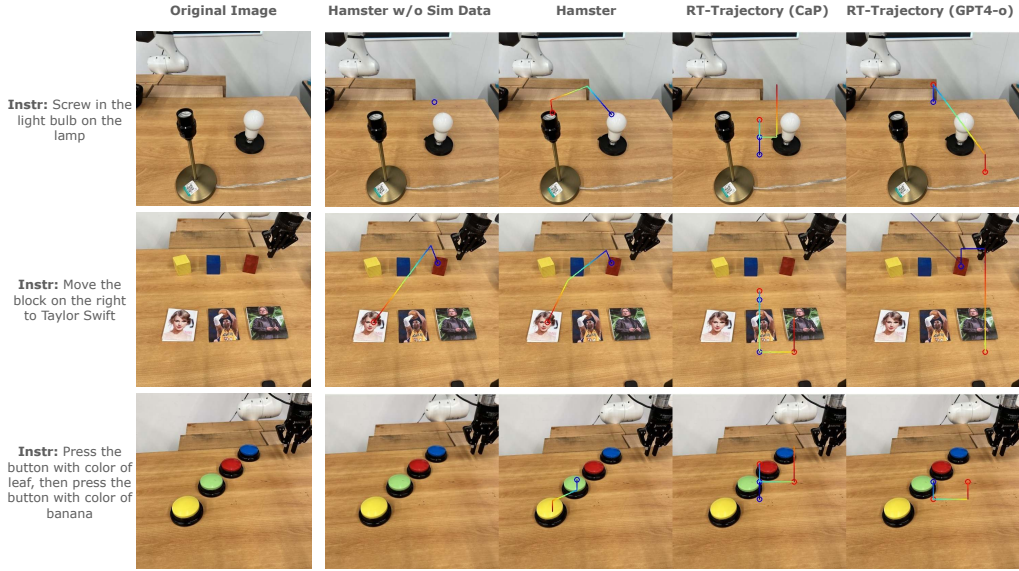 Original Image
Hamster w/o Sim Data
Hamster
RT-Trajectory (CaP)
RT-Trajectory (GPT4-o)
Instr: Screw in the
light bulb on the
lamp
Instr: Move the
block on the right
to Taylor Swift
Instr: Press the
button with color of
leaf, then press the
button with color of
banana